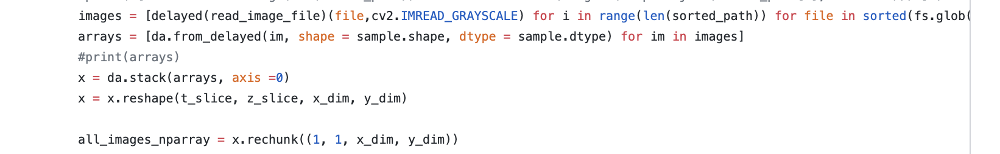 images = [delayed(read_image_file)(file,cv2.IMREAD_GRAYSCALE) for i in range(len(sorted_path)) for file in sorted(fs.glob(
arrays = [da.from_delayed(im, shape = sample.shape, dtype = sample.dtype) for im in images]
#print(arrays)
x = da.stack(arrays, axis =0)
x = x.reshape(t_slice, z_slice, x_dim, y_dim)
all_images_nparray = x.rechunk((1, 1, x_dim, y_dim))